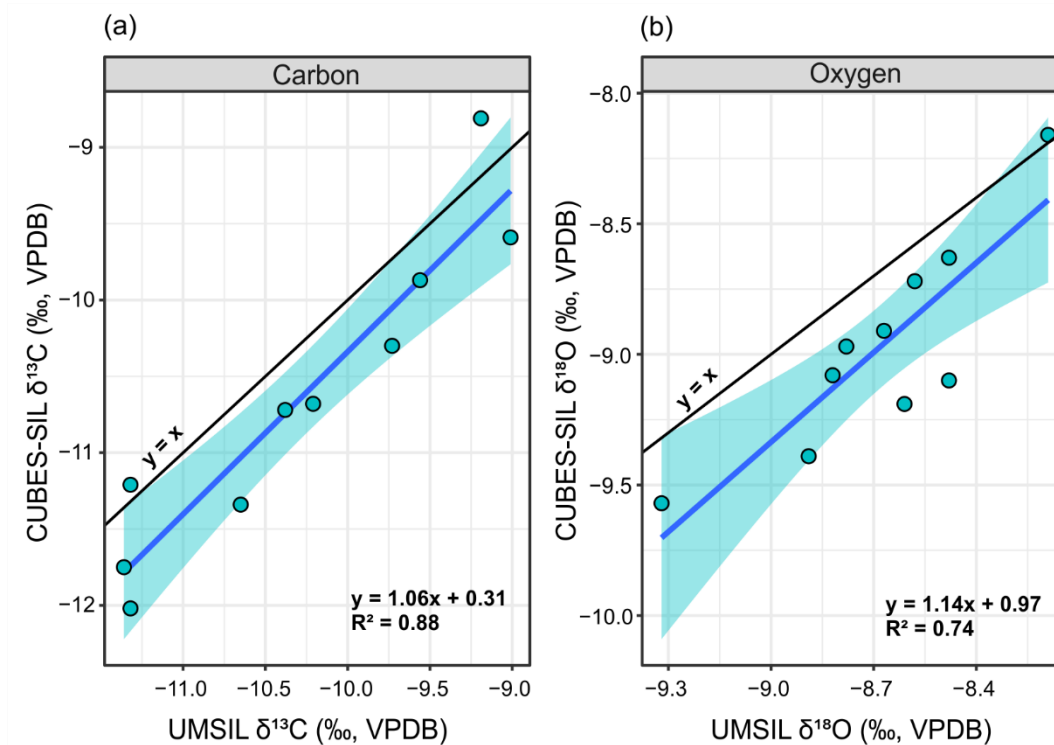 (a)
Carbon
CUBES-SIL δ¹³C (‰, VPDB)
−9
−10
−11
−12
y = x
y = 1.06x + 0.31
R² = 0.88
−11.0
−10.5
−10.0
−9.5
−9.0
UMSIL δ¹³C (‰, VPDB)
(b)
Oxygen
CUBES-SIL δ¹⁸O (‰, VPDB)
−8.0
−8.5
−9.0
−9.5
−10.0
y = x
y = 1.14x + 0.97
R² = 0.74
−9.3
−9.0
−8.7
−8.4
UMSIL δ¹⁸O (‰, VPDB)